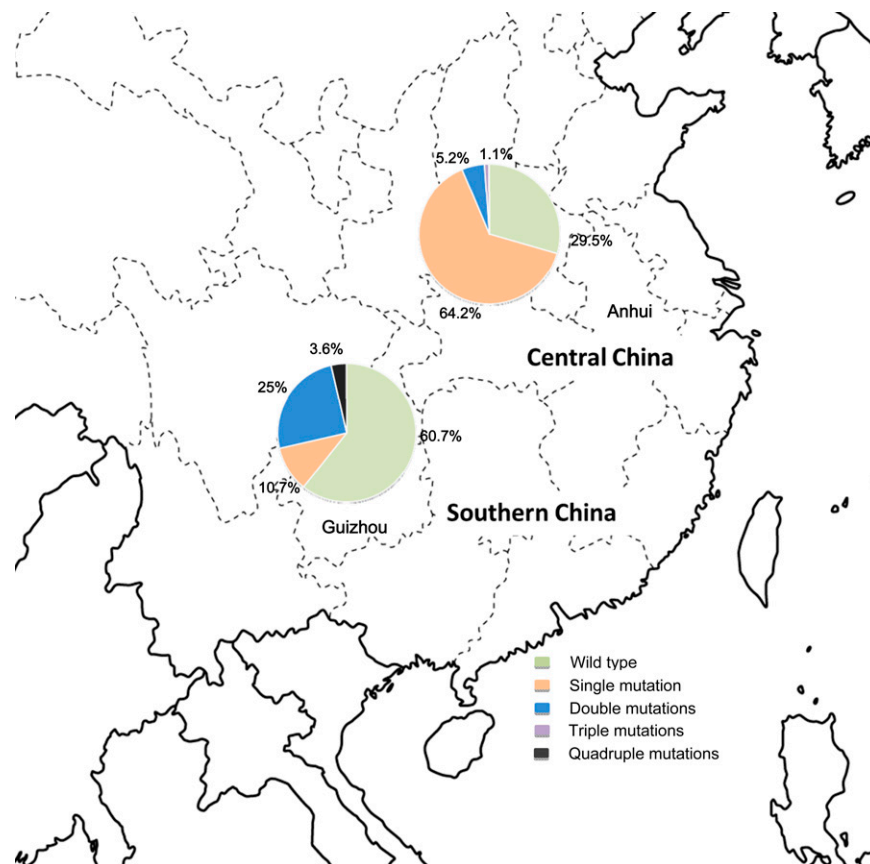 5.2%
1.1%
29.5%
64.2%
Anhui
Central China
3.6%
25%
60.7%
10.7%
Guizhou
Southern China
Wild type
Single mutation
Double mutations
Triple mutations
Quadruple mutations